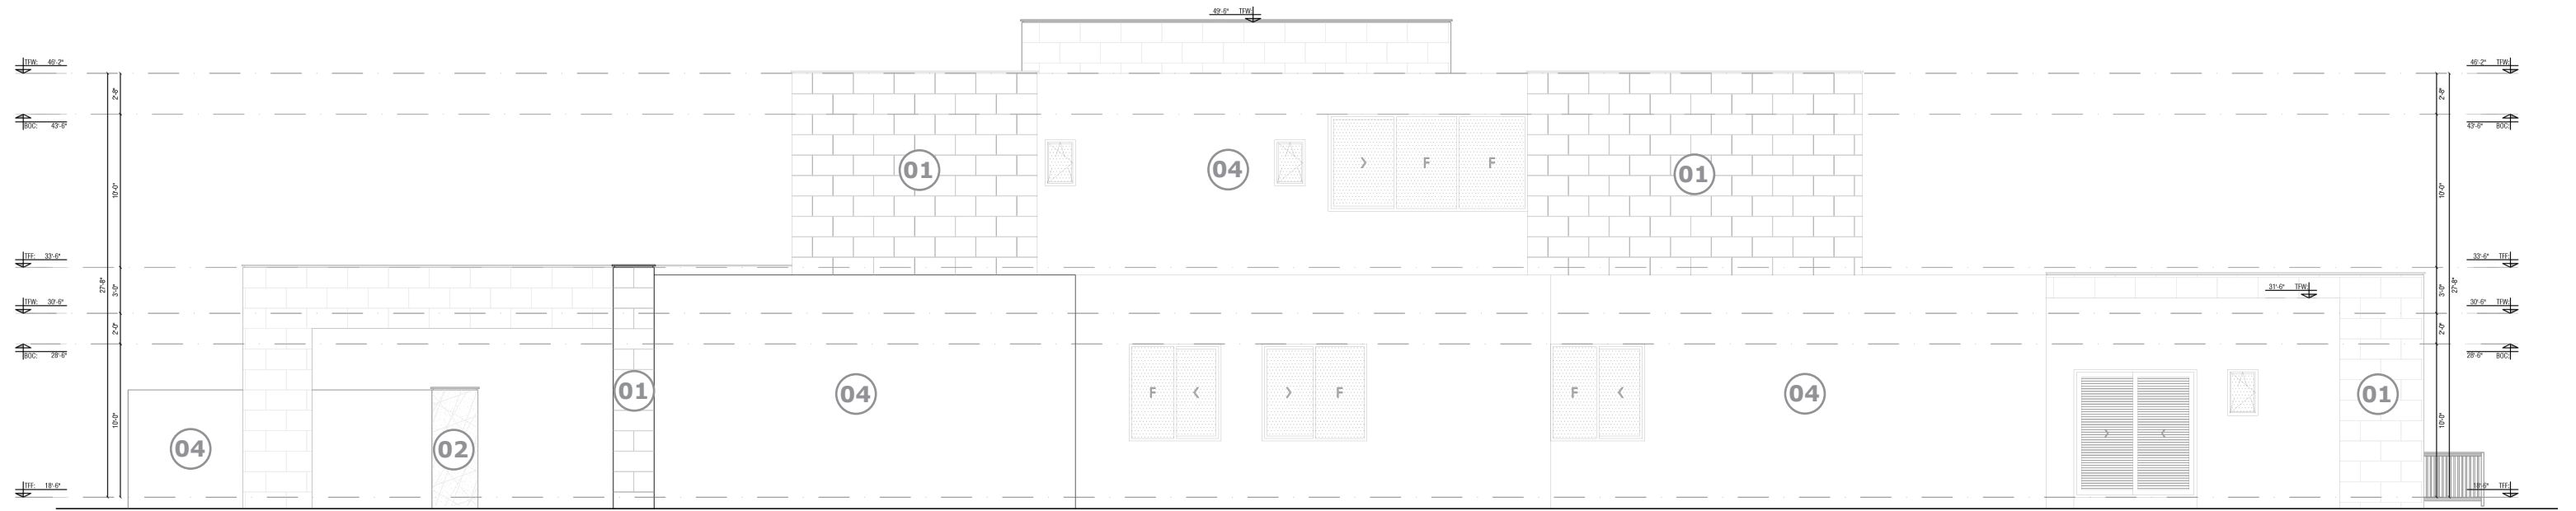 49'-6" TFW:
TFW: 46'-2"
46'-2" TFW:
2'-8"
2'-8"
BOC: 43'-6"
43'-6" BOC:
01
04
F
F
01
10'-0"
10'-0"
TFF: 33'-6"
33'-6" TFF:
27'-8"
3'-0"
3'-0"
27'-8"
31'-6" TFW:
TFW: 30'-6"
30'-6" TFW:
2'-0"
2'-0"
BOC: 28'-6"
28'-6" BOC:
01
04
F
F
F
04
01
10'-0"
10'-0"
04
02
TFF: 18'-6"
18'-6" TFF: